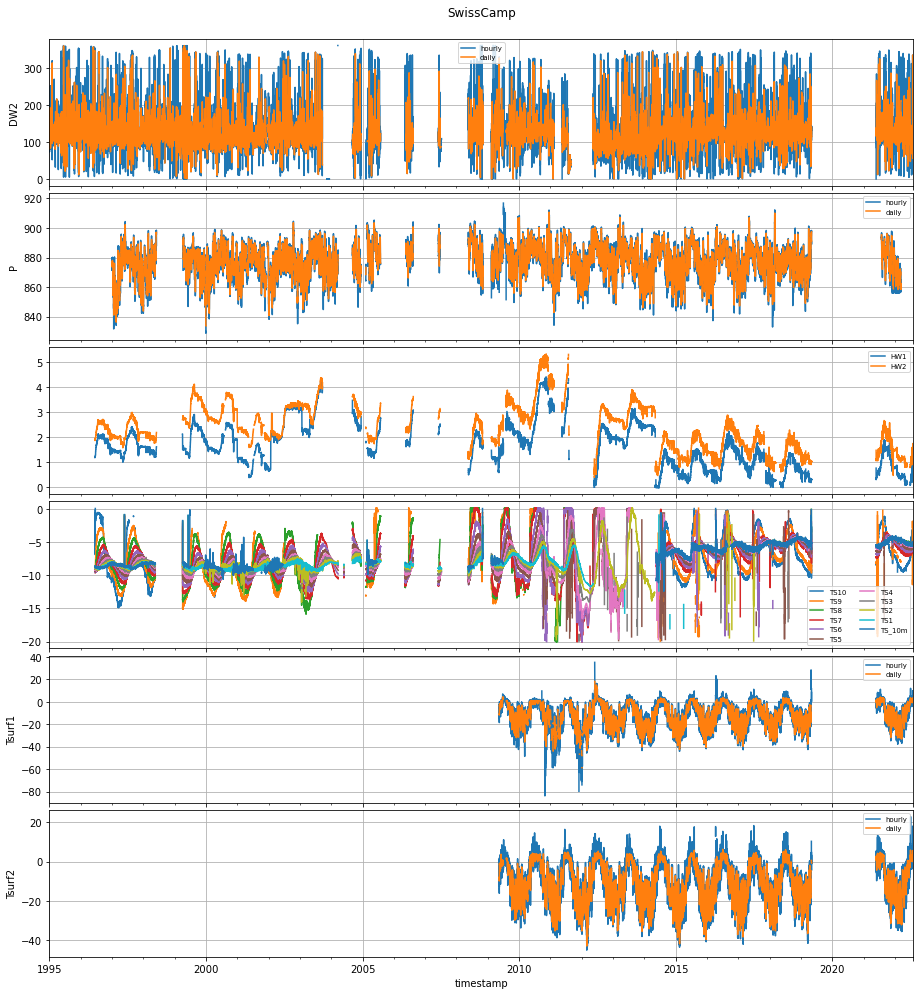 SwissCamp
300
200
100
0
DW2
hourly
daily
920
900
880
860
840
P
hourly
daily
5
4
3
2
1
0
HW1
HW2
0
−5
−10
−15
−20
TS10 TS4
TS9 TS3
TS8 TS2
TS7 TS1
TS6 TS_10m
TS5
40
20
0
−20
−40
−60
−80
Tsurf1
hourly
daily
20
0
−20
−40
Tsurf2
hourly
daily
1995 2000 2005 2010 2015 2020
timestamp